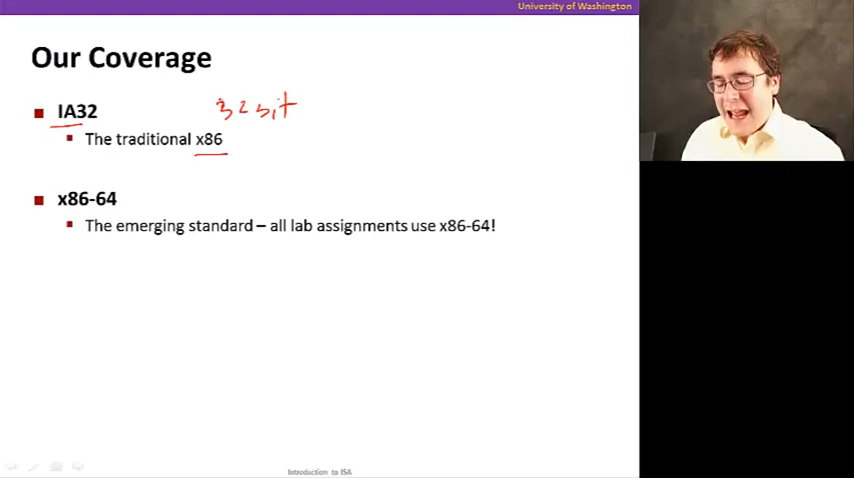 University of Washington
Our Coverage
IA32
32 bit
The traditional x86
x86-64
The emerging standard – all lab assignments use x86-64!
Introduction to ISA